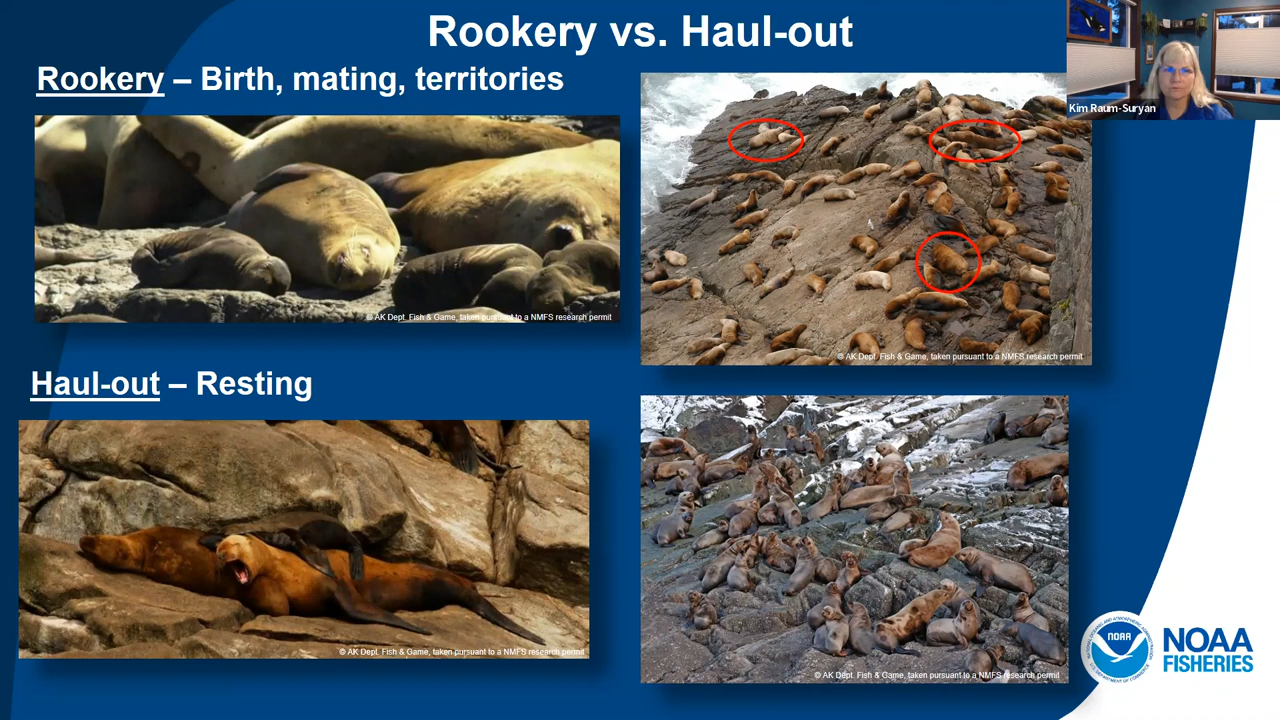 Rookery vs. Haul-out
Kim Raum-Suryan
Rookery – Birth, mating, territories
© AK Dept. Fish & Game, taken pursuant to a NMFS research permit
© AK Dept. Fish & Game, taken pursuant to a NMFS research permit
Haul-out – Resting
© AK Dept. Fish & Game, taken pursuant to a NMFS research permit
© AK Dept. Fish & Game, taken pursuant to a NMFS research permit
NOAA
NOAA
FISHERIES